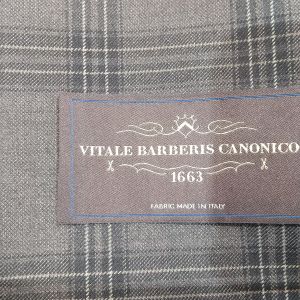 VITALE BARBERIS CANONICO
1663
FABRIC MADE IN ITALY